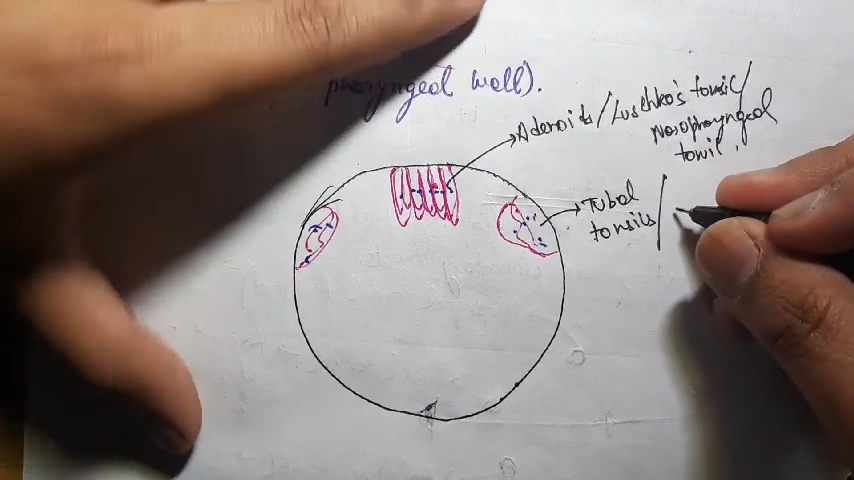 pharyngeal wall).
Adenoids/Luschka's tonsil/
Nasopharyngeal
tonsil.
Tubal
tonsils/